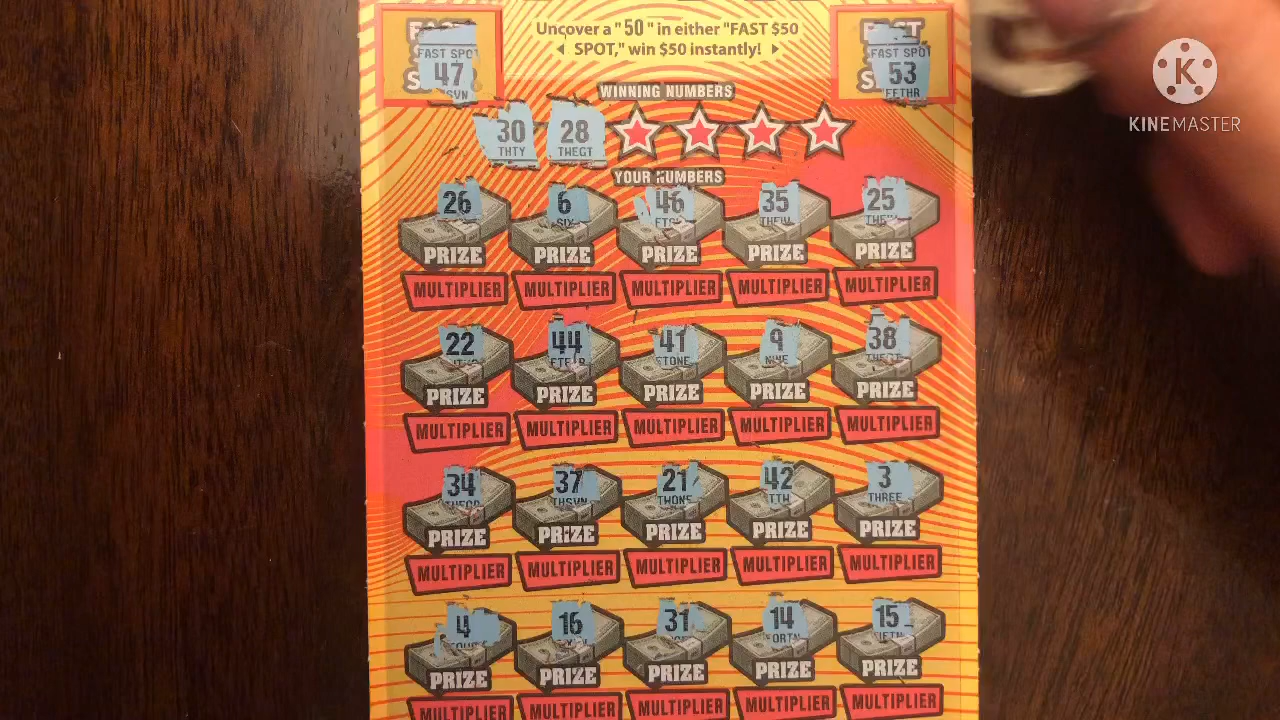 Uncover a "50" in either "FAST $50
SPOT," win $50 instantly!
FAST SPOT
47
SVN
FAST SPOT
53
FFTHR
K
KINEMASTER
WINNING NUMBERS
30 28
THTY TWEGT
YOUR NUMBERS
26 6 46 35 25
SIX
PRIZE PRIZE PRIZE PRIZE PRIZE
MULTIPLIER MULTIPLIER MULTIPLIER MULTIPLIER MULTIPLIER
22 44 41 9 38
NINE
PRIZE PRIZE PRIZE PRIZE PRIZE
MULTIPLIER MULTIPLIER MULTIPLIER MULTIPLIER MULTIPLIER
34 37 21 42 3
THSVN TWONE THREE
PRIZE PRIZE PRIZE PRIZE PRIZE
MULTIPLIER MULTIPLIER MULTIPLIER MULTIPLIER MULTIPLIER
4 16 31 14 15
PRIZE PRIZE PRIZE PRIZE PRIZE
MULTIPLIER MULTIPLIER MULTIPLIER MULTIPLIER MULTIPLIER